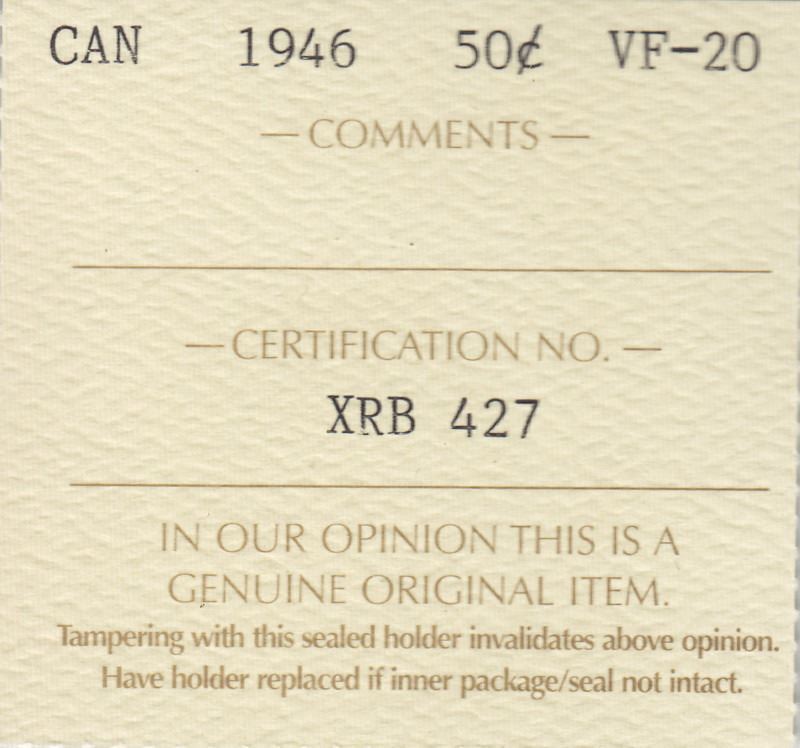 CAN 1946 50¢ VF-20
— COMMENTS —
— CERTIFICATION NO. —
XRB 427
IN OUR OPINION THIS IS A
GENUINE ORIGINAL ITEM.
Tampering with this sealed holder invalidates above opinion.
Have holder replaced if inner package/seal not intact.